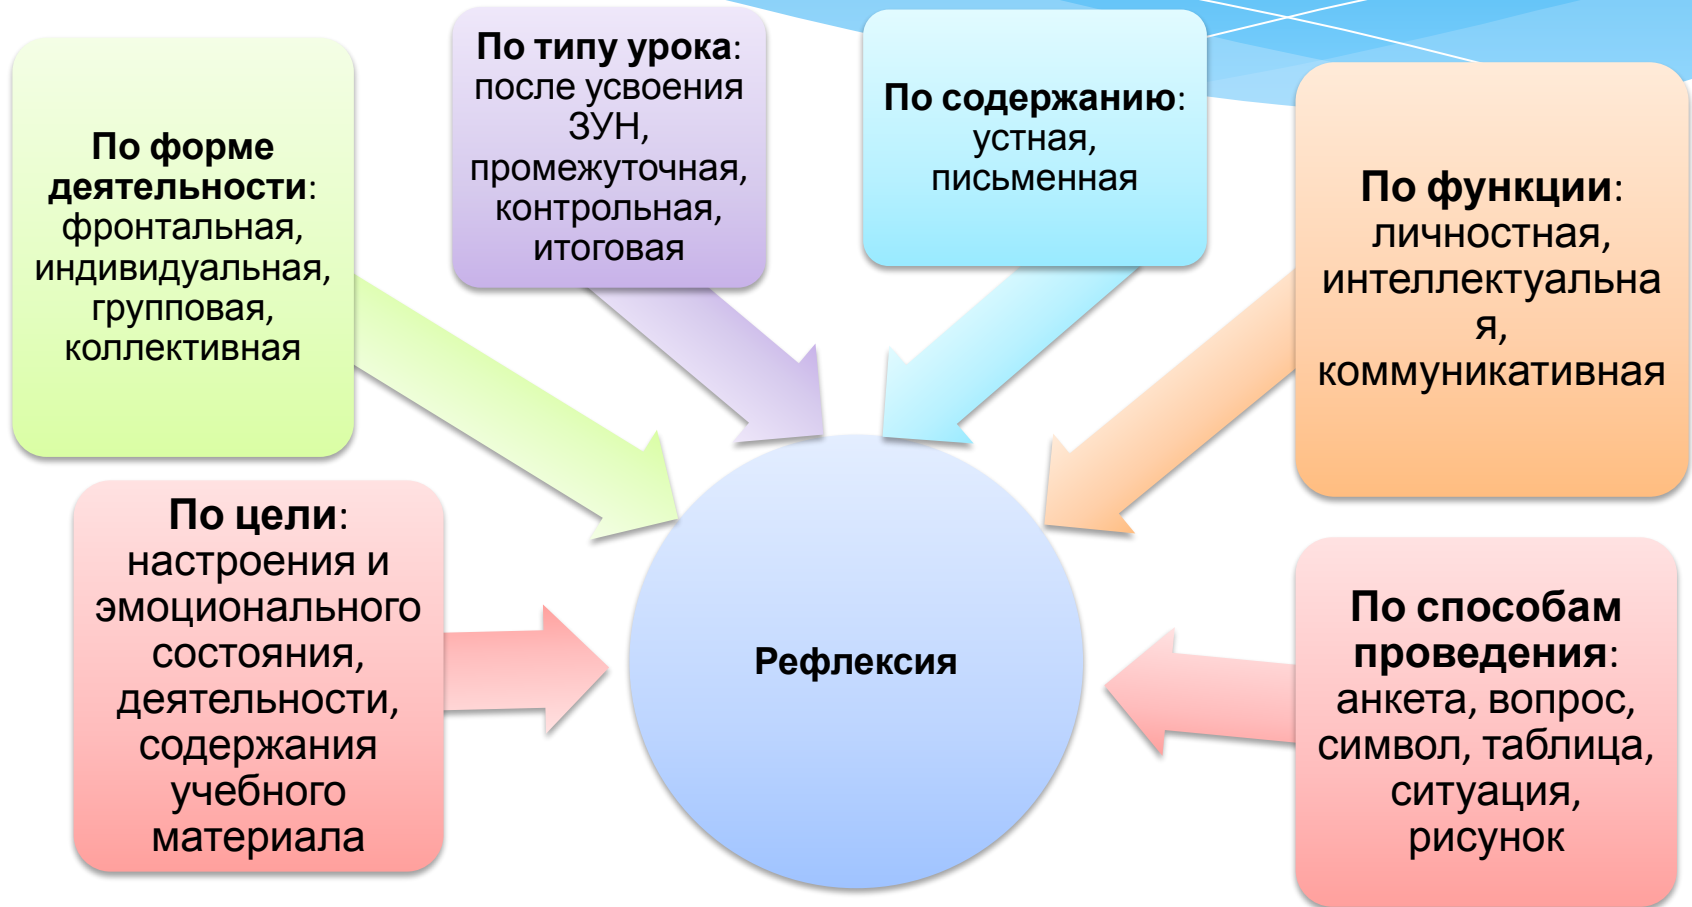 По форме
деятельности:
фронтальная,
индивидуальная,
групповая,
коллективная
По типу урока:
после усвоения
ЗУН,
промежуточная,
контрольная,
итоговая
По содержанию:
устная,
письменная
По функции:
личностная,
интеллектуальна
я,
коммуникативная
По цели:
настроения и
эмоционального
состояния,
деятельности,
содержания
учебного
материала
Рефлексия
По способам
проведения:
анкета, вопрос,
символ, таблица,
ситуация,
рисунок